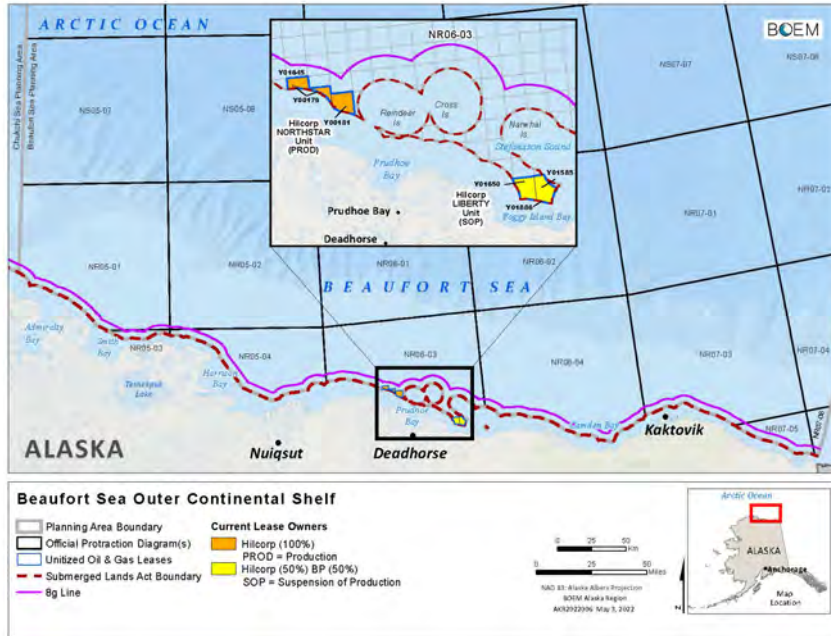 ARCTIC OCEAN
BOEM
Chukchi Sea Planning Area
Beaufort Sea Planning Area
NS05-07
NS05-08
NS07-07
NS07-08
NR06-03
Y01645
Y00179
Y00181
Hilcorp
NORTHSTAR
Unit
(PROD)
Reindeer
Is.
Cross
Is.
Narwhal
Is.
Stefansson Sound
Prudhoe
Bay
Y01585
Y01650
Y01886
Hilcorp
LIBERTY
Unit
(SOP)
Foggy Island Bay
Prudhoe Bay
Deadhorse
NR05-01
NR05-02
NR06-01
NR06-02
NR07-01
NR07-02
BEAUFORT SEA
Admiralty
Bay
Smith
Bay
NR05-03
Teshekpuk
Lake
Harrison
Bay
NR05-04
NR06-03
NR06-04
NR07-03
NR07-04
Prudhoe
Bay
Camden Bay
Kaktovik
NR07-05
NR07-06
ALASKA
Nuiqsut
Deadhorse
Beaufort Sea Outer Continental Shelf
Planning Area Boundary
Official Protraction Diagram(s)
Unitized Oil & Gas Leases
Submerged Lands Act Boundary
8g Line
Current Lease Owners
Hilcorp (100%)
PROD = Production
Hilcorp (50%) BP (50%)
SOP = Suspension of Production
0 25 50
Km
0 25 50
Miles
NAD 83: Alaska Albers Projection
BOEM Alaska Region
AKR2022006 May 3, 2022
N
Arctic Ocean
ALASKA
Anchorage
Map
Location